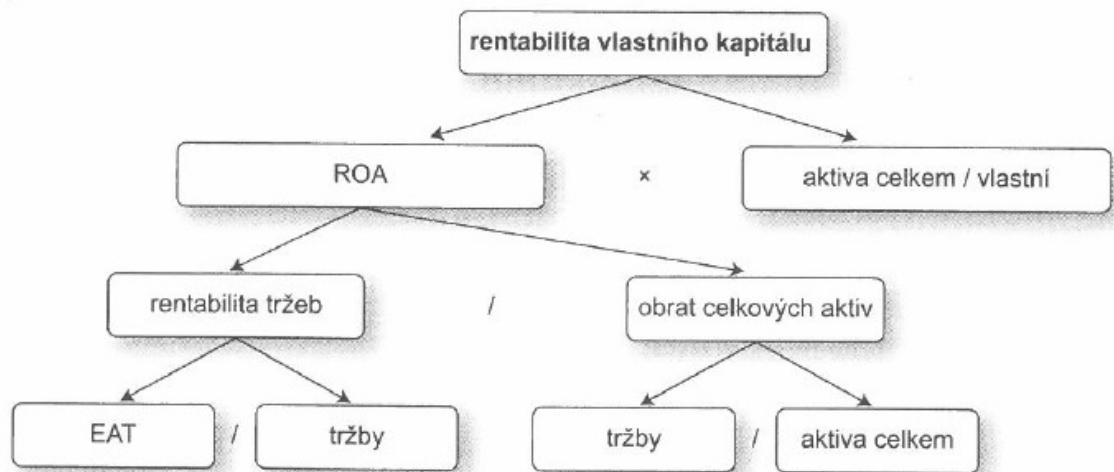 rentabilita vlastního kapitálu
ROA
×
aktiva celkem / vlastní
rentabilita tržeb
/
obrat celkových aktiv
EAT
/
tržby
tržby
/
aktiva celkem